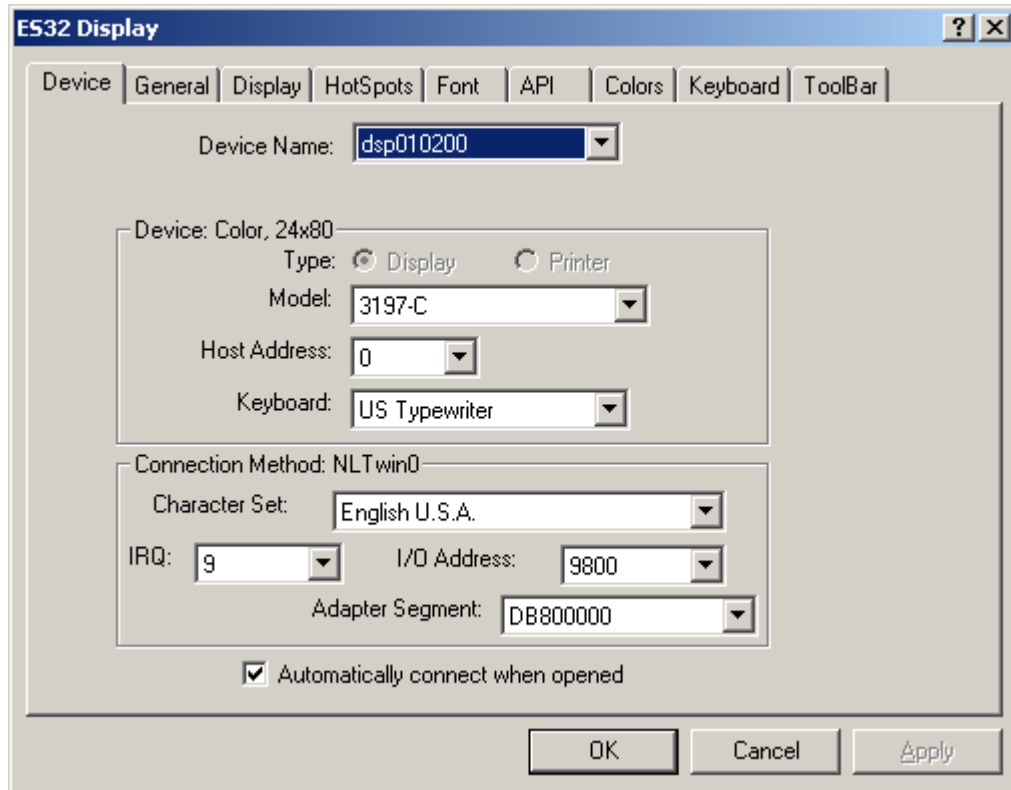 ES32 Display
Device General Display HotSpots Font API Colors Keyboard ToolBar
Device Name: dsp010200
Device: Color, 24x80
Type: Display Printer
Model: 3197-C
Host Address: 0
Keyboard: US Typewriter
Connection Method: NLTwin0
Character Set: English U.S.A.
IRQ: 9 I/O Address: 9800
Adapter Segment: DB800000
Automatically connect when opened
OK Cancel Apply